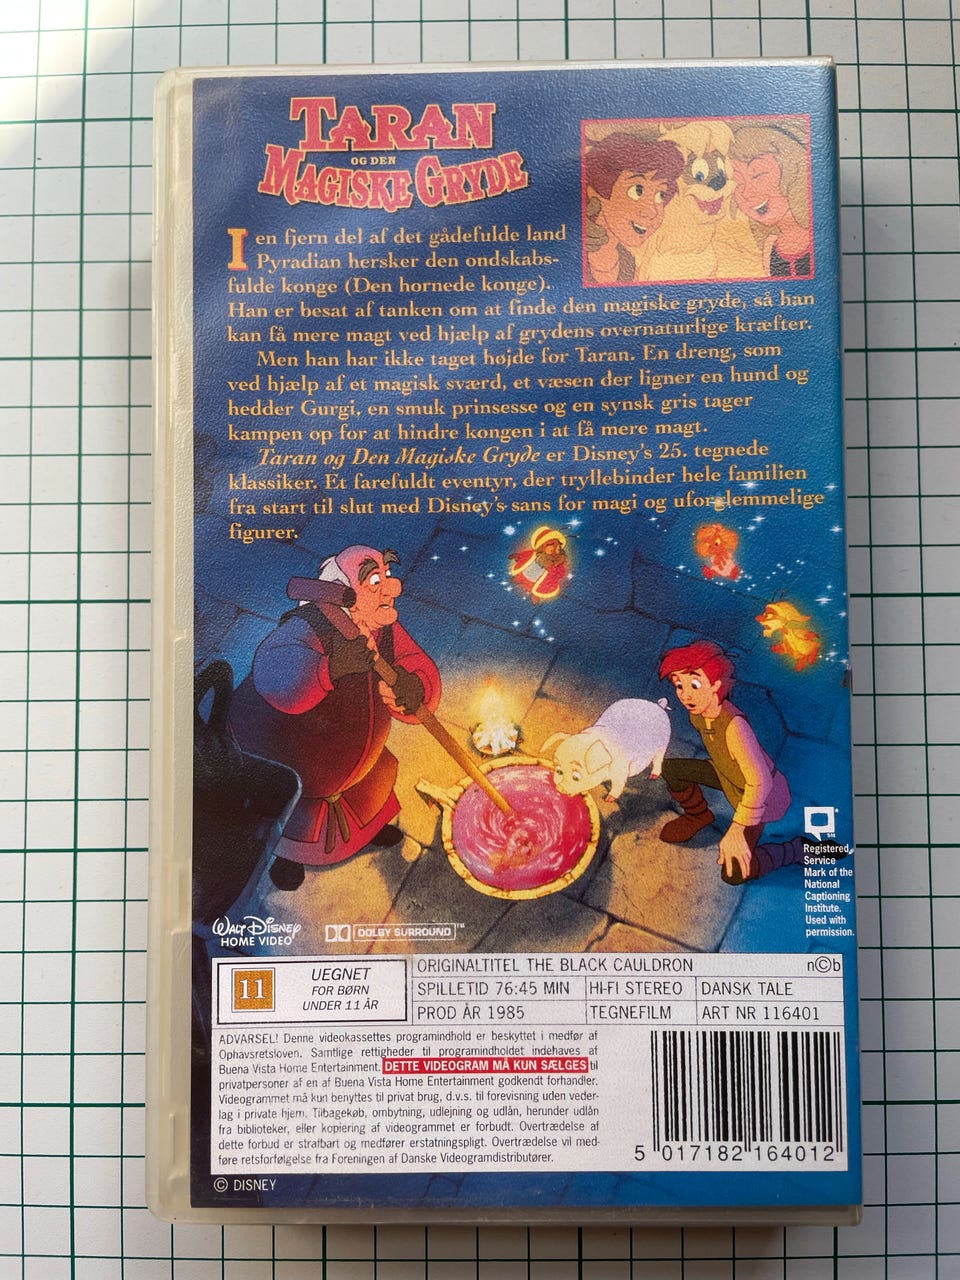 TARAN
OG DEN
MAGISKE GRYDE
I en fjern del af det gådefulde land
Pyradian hersker den ondskabs-
fulde konge (Den hornede konge).
Han er besat af tanken om at finde den magiske gryde, så han
kan få mere magt ved hjælp af grydens overnaturlige kræfter.
Men han har ikke taget højde for Taran. En dreng, som
ved hjælp af et magisk sværd, et væsen der ligner en hund og
hedder Gurgi, en smuk prinsesse og en synsk gris tager
kampen op for at hindre kongen i at få mere magt.
Taran og Den Magiske Gryde er Disney's 25. tegnede
klassiker. Et farefuldt eventyr, der tryllebinder hele familien
fra start til slut med Disney's sans for magi og uforglemmelige
figurer.
SM
Registered
Service
Mark of the
National
Captioning
Institute.
Used with
permission.
WALT DISNEY
HOME VIDEO
DOLBY SURROUND™
11
UEGNET
FOR BØRN
UNDER 11 ÅR
ORIGINALTITEL THE BLACK CAULDRON n©b
SPILLETID 76:45 MIN HI-FI STEREO DANSK TALE
PROD ÅR 1985 TEGNEFILM ART NR 116401
ADVARSEL! Denne videokassettes programindhold er beskyttet i medfør af
Ophavsretsloven. Samtlige rettigheder til programindholdet indehaves af
Buena Vista Home Entertainment. DETTE VIDEOGRAM MÅ KUN SÆLGES til
privatpersoner af en af Buena Vista Home Entertainment godkendt forhandler.
Videogrammet må kun benyttes til privat brug, d.v.s. til forevisning uden veder-
lag i private hjem. Tilbagekøb, ombytning, udlejning og udlån, herunder udlån
fra biblioteker, eller kopiering af videogrammet er forbudt. Overtrædelse af
dette forbud er strafbart og medfører erstatningspligt. Overtrædelse vil med-
føre retsforfølgelse fra Foreningen af Danske Videogramdistributører.
5 017182 164012
© DISNEY